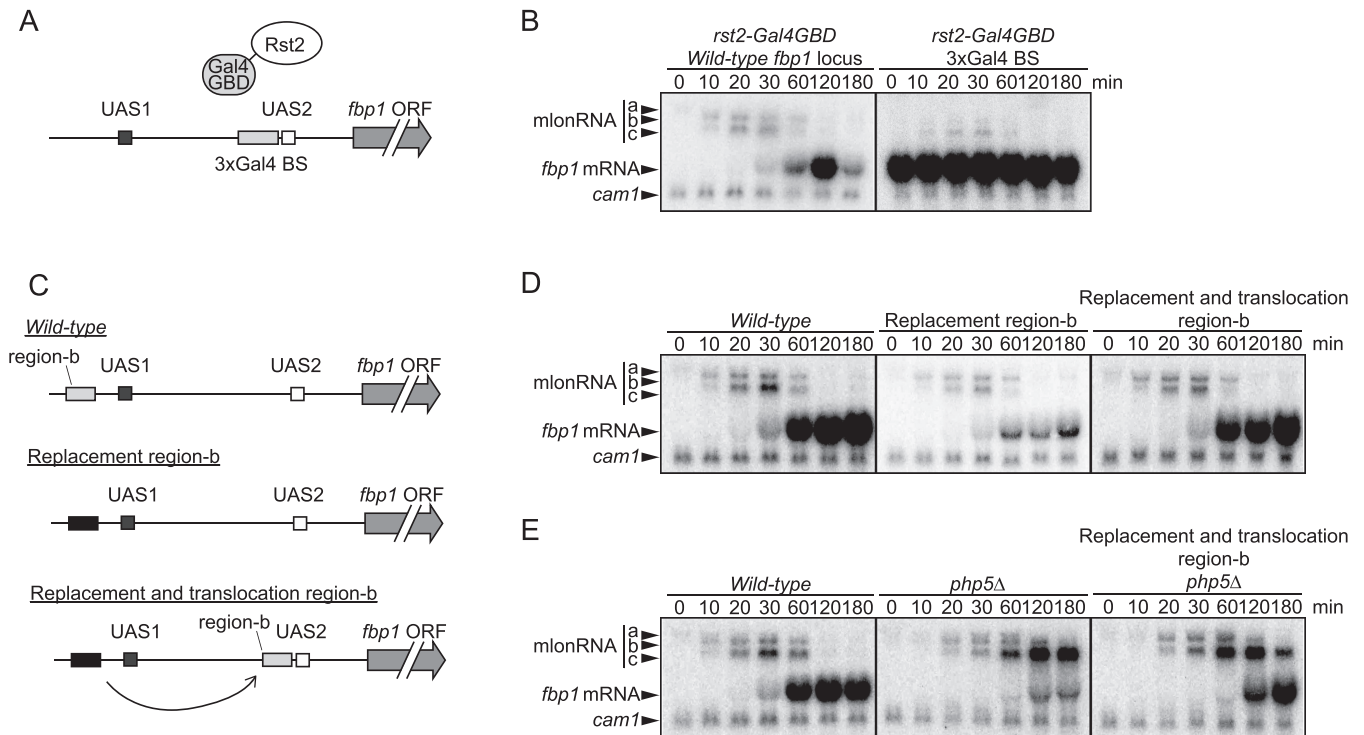 A
Rst2
Gal4
GBD
UAS1
UAS2
fbp1 ORF
3xGal4 BS
B
rst2-Gal4GBD
Wild-type fbp1 locus
rst2-Gal4GBD
3xGal4 BS
0 10 20 30 60 120 180 0 10 20 30 60 120 180 min
mlonRNA
a
b
c
fbp1 mRNA
cam1
C
Wild-type
region-b
UAS1
UAS2
fbp1 ORF
Replacement region-b
UAS1
UAS2
fbp1 ORF
Replacement and translocation region-b
UAS1
region-b
UAS2
fbp1 ORF
D
Wild-type
Replacement region-b
Replacement and translocation
region-b
0 10 20 30 60 120 180 0 10 20 30 60 120 180 0 10 20 30 60 120 180 min
mlonRNA
a
b
c
fbp1 mRNA
cam1
E
Wild-type
php5Δ
Replacement and translocation
region-b
php5Δ
0 10 20 30 60 120 180 0 10 20 30 60 120 180 0 10 20 30 60 120 180 min
mlonRNA
a
b
c
fbp1 mRNA
cam1